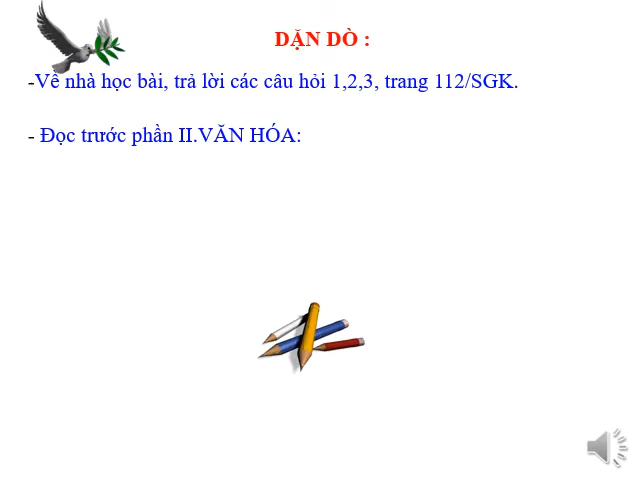 DẶN DÒ :
-Về nhà học bài, trả lời các câu hỏi 1,2,3, trang 112/SGK.
- Đọc trước phần II.VĂN HÓA: